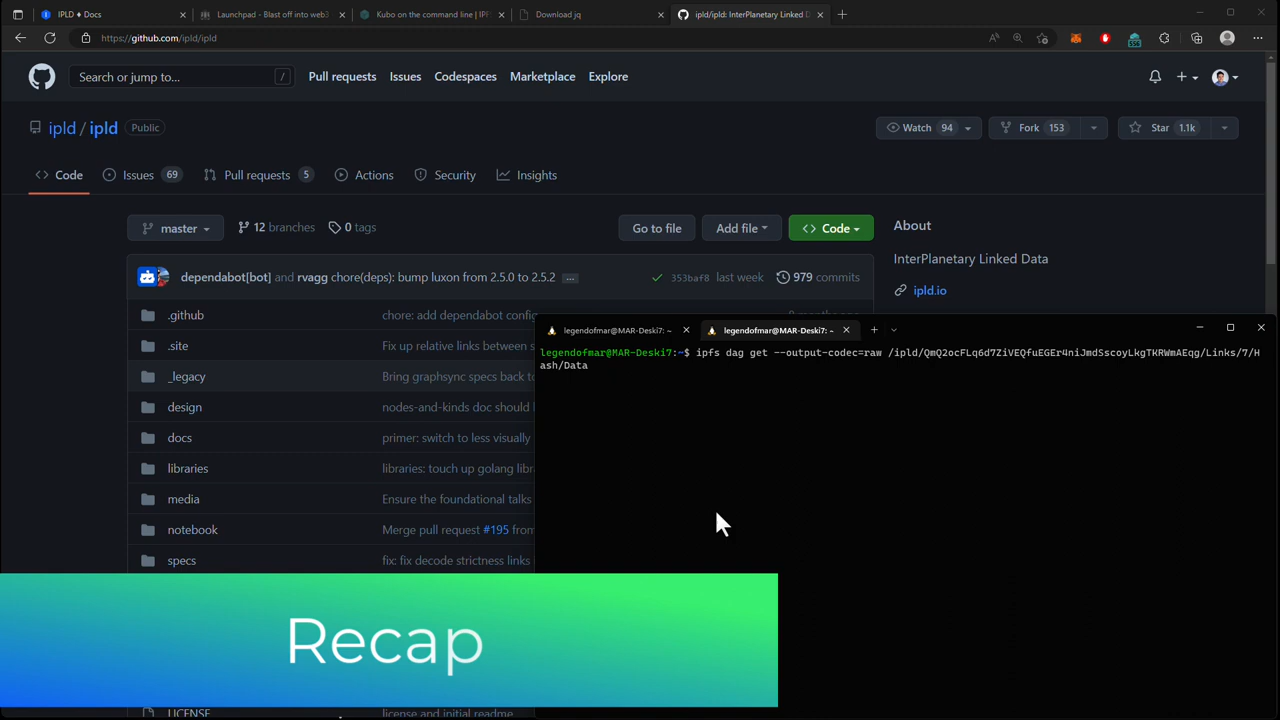 IPLD ♦ Docs
Launchpad - Blast off into web3
Kubo on the command line | IPF
Download jq
ipld/ipld: InterPlanetary Linked D
https://github.com/ipld/ipld
Search or jump to...
/
Pull requests
Issues
Codespaces
Marketplace
Explore
ipld / ipld
Public
Watch 94
Fork 153
Star 1.1k
Code
Issues 69
Pull requests 5
Actions
Security
Insights
master
12 branches
0 tags
Go to file
Add file
Code
About
dependabot[bot] and rvagg chore(deps): bump luxon from 2.5.0 to 2.5.2 ...
353baf8 last week
979 commits
InterPlanetary Linked Data
ipld.io
.github
chore: add dependabot config
.site
Fix up relative links between s
_legacy
Bring graphsync specs back to
design
nodes-and-kinds doc should
docs
primer: switch to less visually
libraries
libraries: touch up golang libr
media
Ensure the foundational talks
notebook
Merge pull request #195 from
specs
fix: fix decode strictness links
LICENSE
license and initial readme.
legendofmar@MAR-Deski7: ~
legendofmar@MAR-Deski7: ~
legendofmar@MAR-Deski7:~$ ipfs dag get --output-codec=raw /ipld/QmQ2ocFLq6d7ZiVEQfuEGEr4niJmdSscoyLkgTKRWmAEqg/Links/7/H
ash/Data
Recap